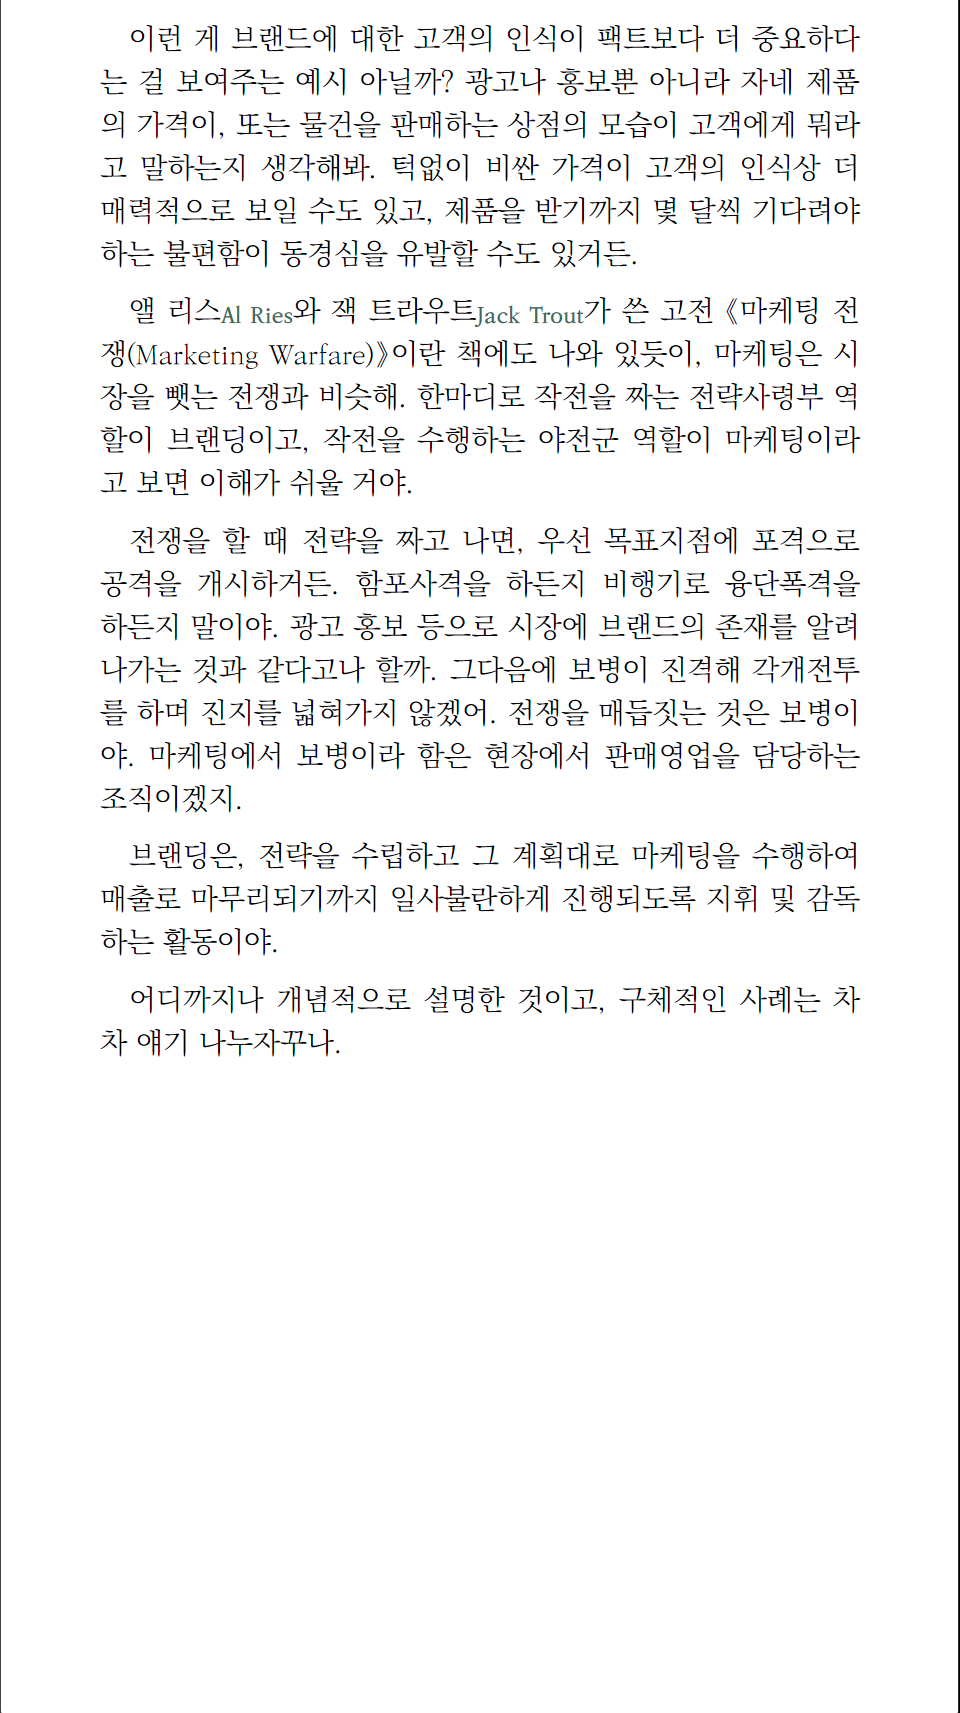 이런 게 브랜드에 대한 고객의 인식이 팩트보다 더 중요하다
는 걸 보여주는 예시 아닐까? 광고나 홍보뿐 아니라 자네 제품
의 가격이, 또는 물건을 판매하는 상점의 모습이 고객에게 뭐라
고 말하는지 생각해봐. 턱없이 비싼 가격이 고객의 인식상 더
매력적으로 보일 수도 있고, 제품을 받기까지 몇 달씩 기다려야
하는 불편함이 동경심을 유발할 수도 있거든.
앨 리스Al Ries와 잭 트라우트Jack Trout가 쓴 고전 《마케팅 전
쟁(Marketing Warfare)》이란 책에도 나와 있듯이, 마케팅은 시
장을 뺏는 전쟁과 비슷해. 한마디로 작전을 짜는 전략사령부 역
할이 브랜딩이고, 작전을 수행하는 야전군 역할이 마케팅이라
고 보면 이해가 쉬울 거야.
전쟁을 할 때 전략을 짜고 나면, 우선 목표지점에 포격으로
공격을 개시하거든. 함포사격을 하든지 비행기로 융단폭격을
하든지 말이야. 광고 홍보 등으로 시장에 브랜드의 존재를 알려
나가는 것과 같다고나 할까. 그다음에 보병이 진격해 각개전투
를 하며 진지를 넓혀가지 않겠어. 전쟁을 매듭짓는 것은 보병이
야. 마케팅에서 보병이라 함은 현장에서 판매영업을 담당하는
조직이겠지.
브랜딩은, 전략을 수립하고 그 계획대로 마케팅을 수행하여
매출로 마무리되기까지 일사불란하게 진행되도록 지휘 및 감독
하는 활동이야.
어디까지나 개념적으로 설명한 것이고, 구체적인 사례는 차
차 얘기 나누자꾸나.